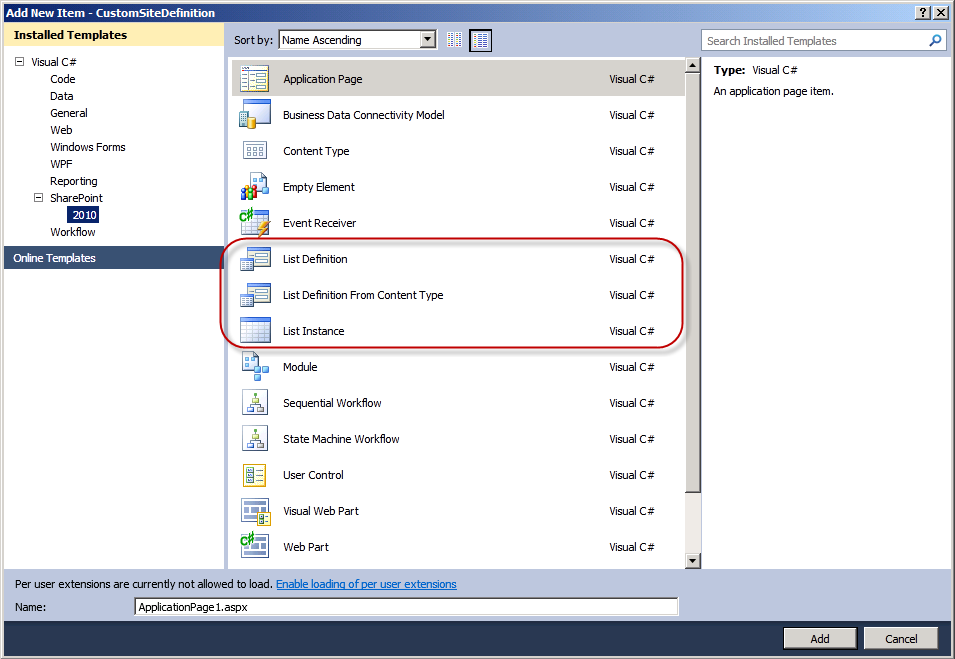 Add New Item - CustomSiteDefinition
Installed Templates
Visual C#
Code
Data
General
Web
Windows Forms
WPF
Reporting
SharePoint
2010
Workflow
Online Templates
Sort by: Name Ascending
Search Installed Templates
Application Page Visual C#
Business Data Connectivity Model Visual C#
Content Type Visual C#
Empty Element Visual C#
Event Receiver Visual C#
List Definition Visual C#
List Definition From Content Type Visual C#
List Instance Visual C#
Module Visual C#
Sequential Workflow Visual C#
State Machine Workflow Visual C#
User Control Visual C#
Visual Web Part Visual C#
Web Part Visual C#
Type: Visual C#
An application page item.
Per user extensions are currently not allowed to load. Enable loading of per user extensions
Name: ApplicationPage1.aspx
Add Cancel